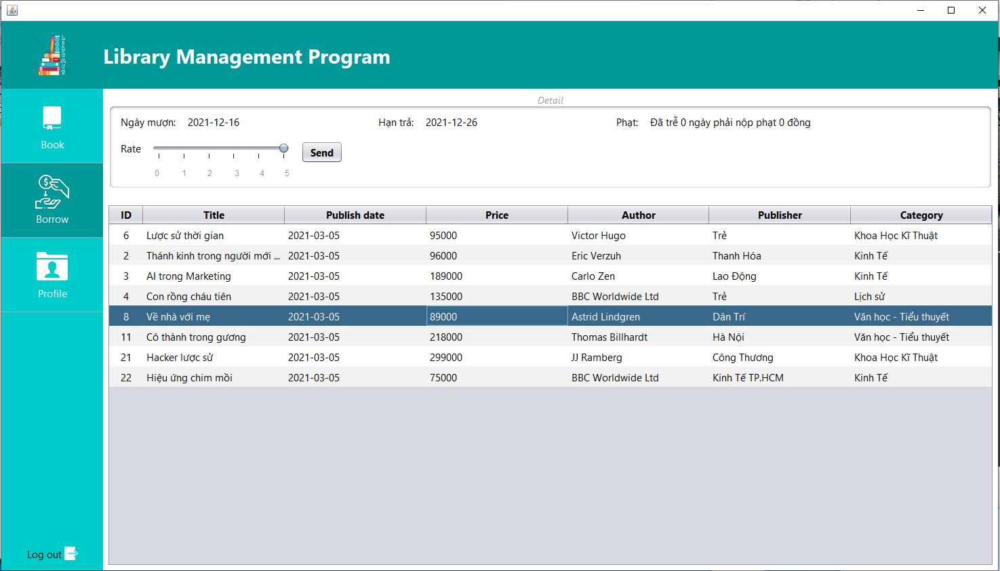 Library Management Program
Book
Borrow
Profile
Log out
Detail
Ngày mượn: 2021-12-16 Hạn trả: 2021-12-26 Phạt: Đã trễ 0 ngày phải nộp phạt 0 đồng
Rate Send
0 1 2 3 4 5
ID Title Publish date Price Author Publisher Category
6 Lược sử thời gian 2021-03-05 95000 Victor Hugo Trẻ Khoa Học Kĩ Thuật
2 Thánh kinh trong người mới ... 2021-03-05 96000 Eric Verzuh Thanh Hóa Kinh Tế
3 AI trong Marketing 2021-03-05 189000 Carlo Zen Lao Động Kinh Tế
4 Con rồng cháu tiên 2021-03-05 135000 BBC Worldwide Ltd Trẻ Lịch sử
8 Về nhà với mẹ 2021-03-05 89000 Astrid Lindgren Dân Trí Văn học - Tiểu thuyết
11 Cô thành trong gương 2021-03-05 218000 Thomas Billhardt Hà Nội Văn học - Tiểu thuyết
21 Hacker lược sử 2021-03-05 299000 JJ Ramberg Công Thương Khoa Học Kĩ Thuật
22 Hiệu ứng chim mồi 2021-03-05 75000 BBC Worldwide Ltd Kinh Tế TP.HCM Kinh Tế